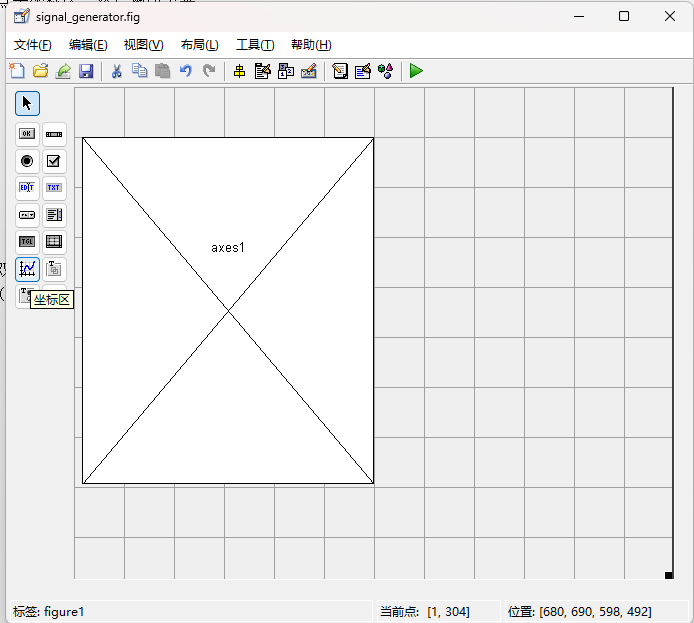 signal_generator.fig
文件(F) 编辑(E) 视图(V) 布局(L) 工具(T) 帮助(H)
OK
EDIT TXT
TGL
axes1
坐标区
标签: figure1 当前点: [1, 304] 位置: [680, 690, 598, 492]